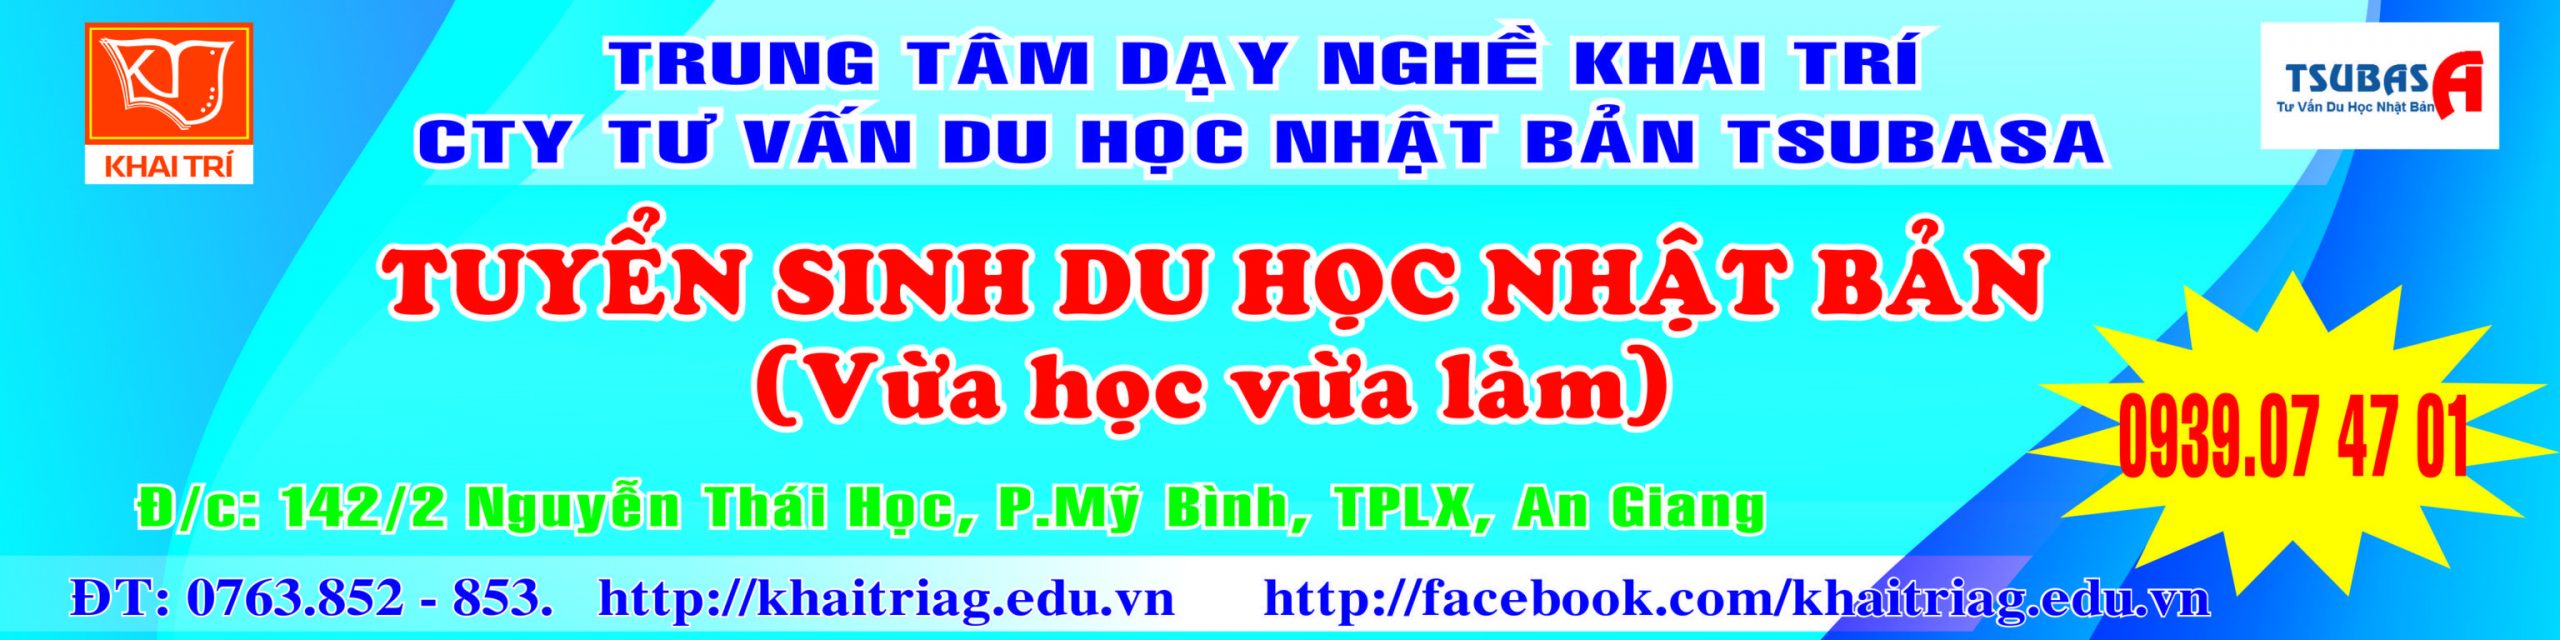 KHAI TRÍ
TRUNG TÂM DẠY NGHỀ KHAI TRÍ
CTY TƯ VẤN DU HỌC NHẬT BẢN TSUBASA
TSUBASA
Tư Vấn Du Học Nhật Bản
TUYỂN SINH DU HỌC NHẬT BẢN
(Vừa học vừa làm)
0939.07 47 01
Đ/c: 142/2 Nguyễn Thái Học, P.Mỹ Bình, TPLX, An Giang
ĐT: 0763.852 - 853. http://khaitriag.edu.vn http://facebook.com/khaitriag.edu.vn